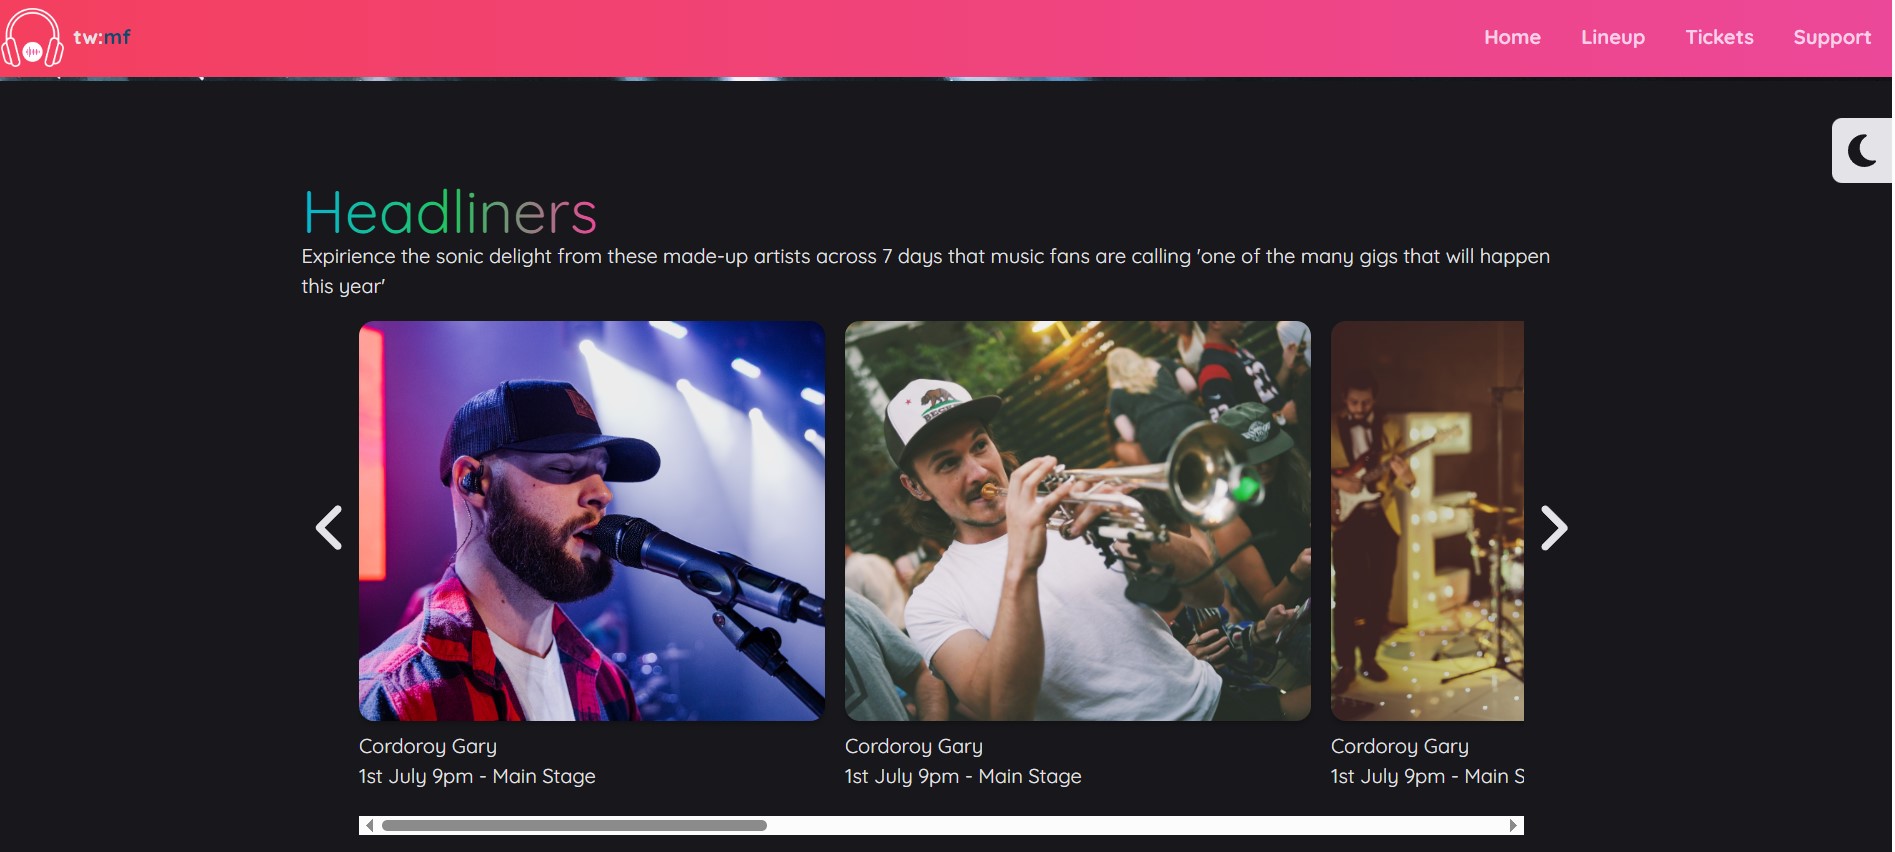 tw:mf
Home Lineup Tickets Support
Headliners
Expirience the sonic delight from these made-up artists across 7 days that music fans are calling 'one of the many gigs that will happen
this year'
Cordoroy Gary
1st July 9pm - Main Stage
Cordoroy Gary
1st July 9pm - Main Stage
Cordoroy Gary
1st July 9pm - Main S